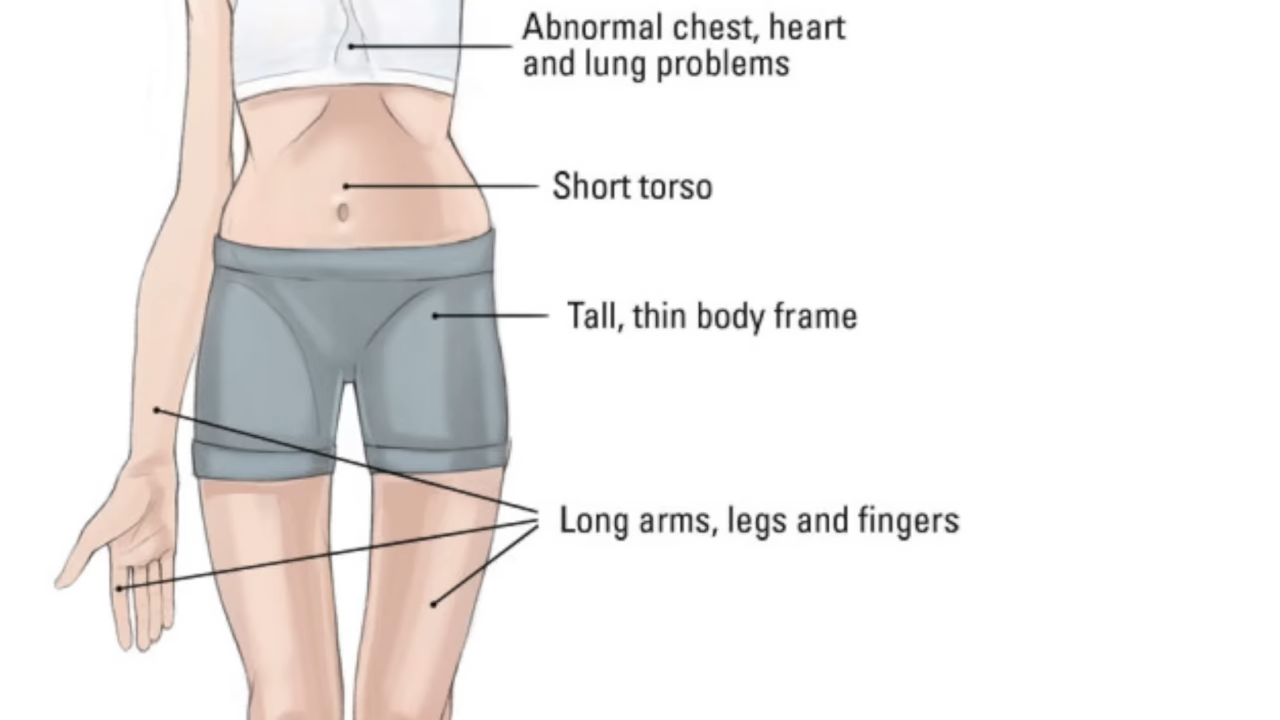 Abnormal chest, heart
and lung problems
Short torso
Tall, thin body frame
Long arms, legs and fingers